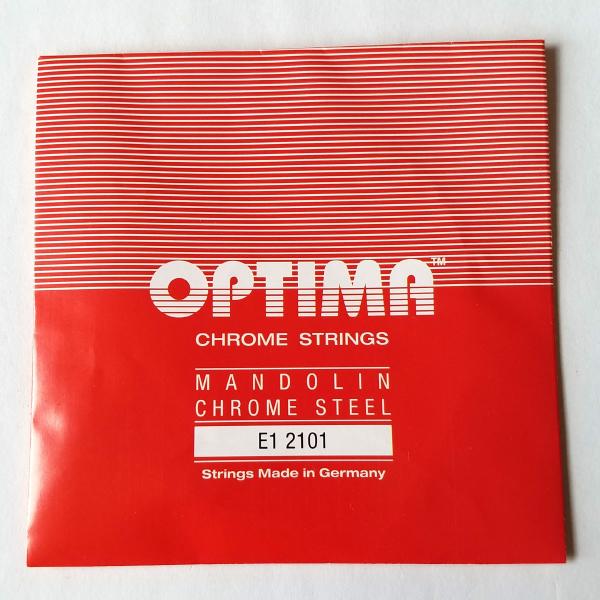 OPTIMA™
CHROME STRINGS
MANDOLIN
CHROME STEEL
E1 2101
Strings Made in Germany